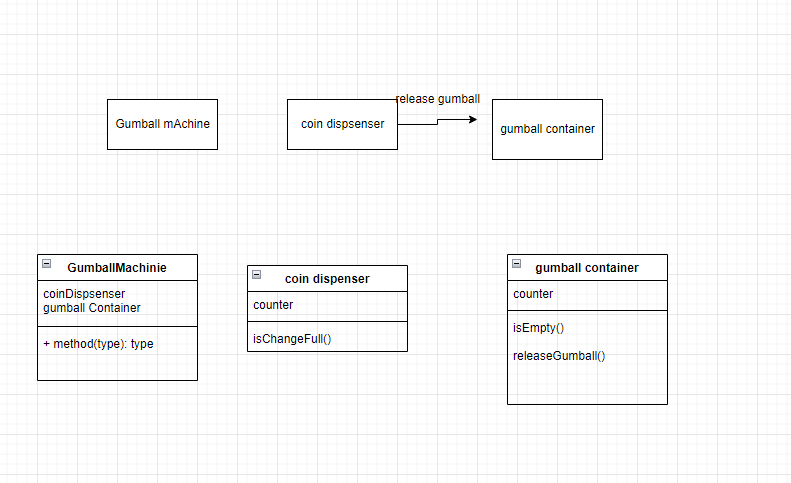 release gumball
Gumball mAchine
coin dispsenser
gumball container
GumballMachinie
coinDispsenser
gumball Container
+ method(type): type
coin dispenser
counter
isChangeFull()
gumball container
counter
isEmpty()
releaseGumball()